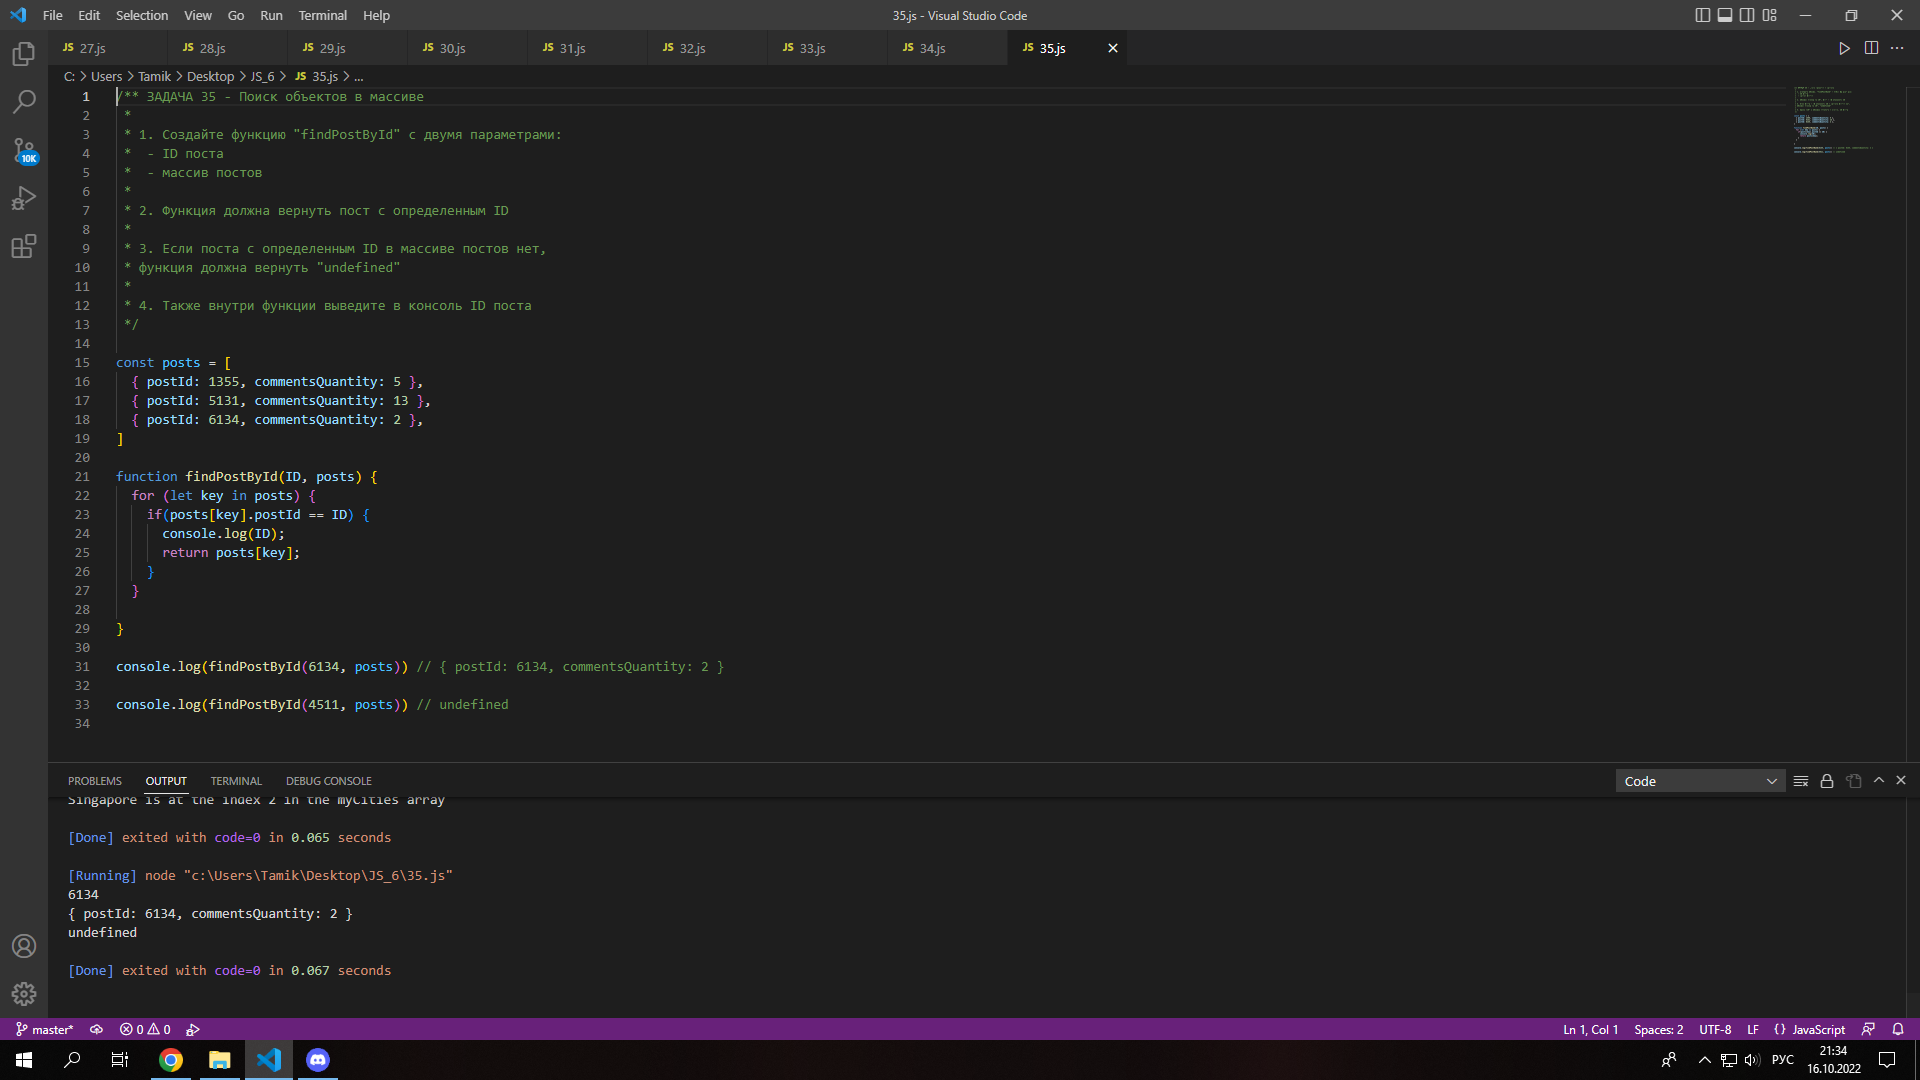 File Edit Selection View Go Run Terminal Help 35.js - Visual Studio Code
JS 27.js JS 28.js JS 29.js JS 30.js JS 31.js JS 32.js JS 33.js JS 34.js JS 35.js
C: > Users > Tamik > Desktop > JS_6 > JS 35.js > ...
1 /** ЗАДАЧА 35 - Поиск объектов в массиве
2 *
3 * 1. Создайте функцию "findPostById" с двумя параметрами:
4 * - ID поста
5 * - массив постов
6 *
7 * 2. Функция должна вернуть пост с определенным ID
8 *
9 * 3. Если поста с определенным ID в массиве постов нет,
10 * функция должна вернуть "undefined"
11 *
12 * 4. Также внутри функции выведите в консоль ID поста
13 */
14
15 const posts = [
16 { postId: 1355, commentsQuantity: 5 },
17 { postId: 5131, commentsQuantity: 13 },
18 { postId: 6134, commentsQuantity: 2 },
19 ]
20
21 function findPostById(ID, posts) {
22 for (let key in posts) {
23 if(posts[key].postId == ID) {
24 console.log(ID);
25 return posts[key];
26 }
27 }
28
29 }
30
31 console.log(findPostById(6134, posts)) // { postId: 6134, commentsQuantity: 2 }
32
33 console.log(findPostById(4511, posts)) // undefined
34
10K
PROBLEMS OUTPUT TERMINAL DEBUG CONSOLE Code
Singapore is at the index 2 in the myCities array
[Done] exited with code=0 in 0.065 seconds
[Running] node "c:\Users\Tamik\Desktop\JS_6\35.js"
6134
{ postId: 6134, commentsQuantity: 2 }
undefined
[Done] exited with code=0 in 0.067 seconds
master* 0 0 Ln 1, Col 1 Spaces: 2 UTF-8 LF {} JavaScript
РУС 21:34
16.10.2022